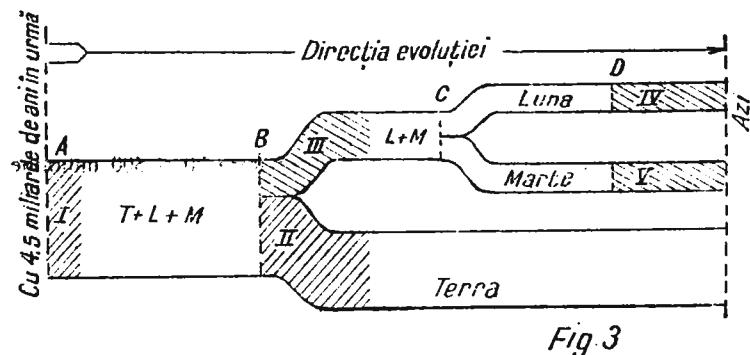 Direcția evoluției
Cu 4,5 miliarde de ani în urmă
A
B
C
D
Azi
I
T+L+M
III
II
L+M
Luna
IV
Marte
V
Terra
Fig. 3